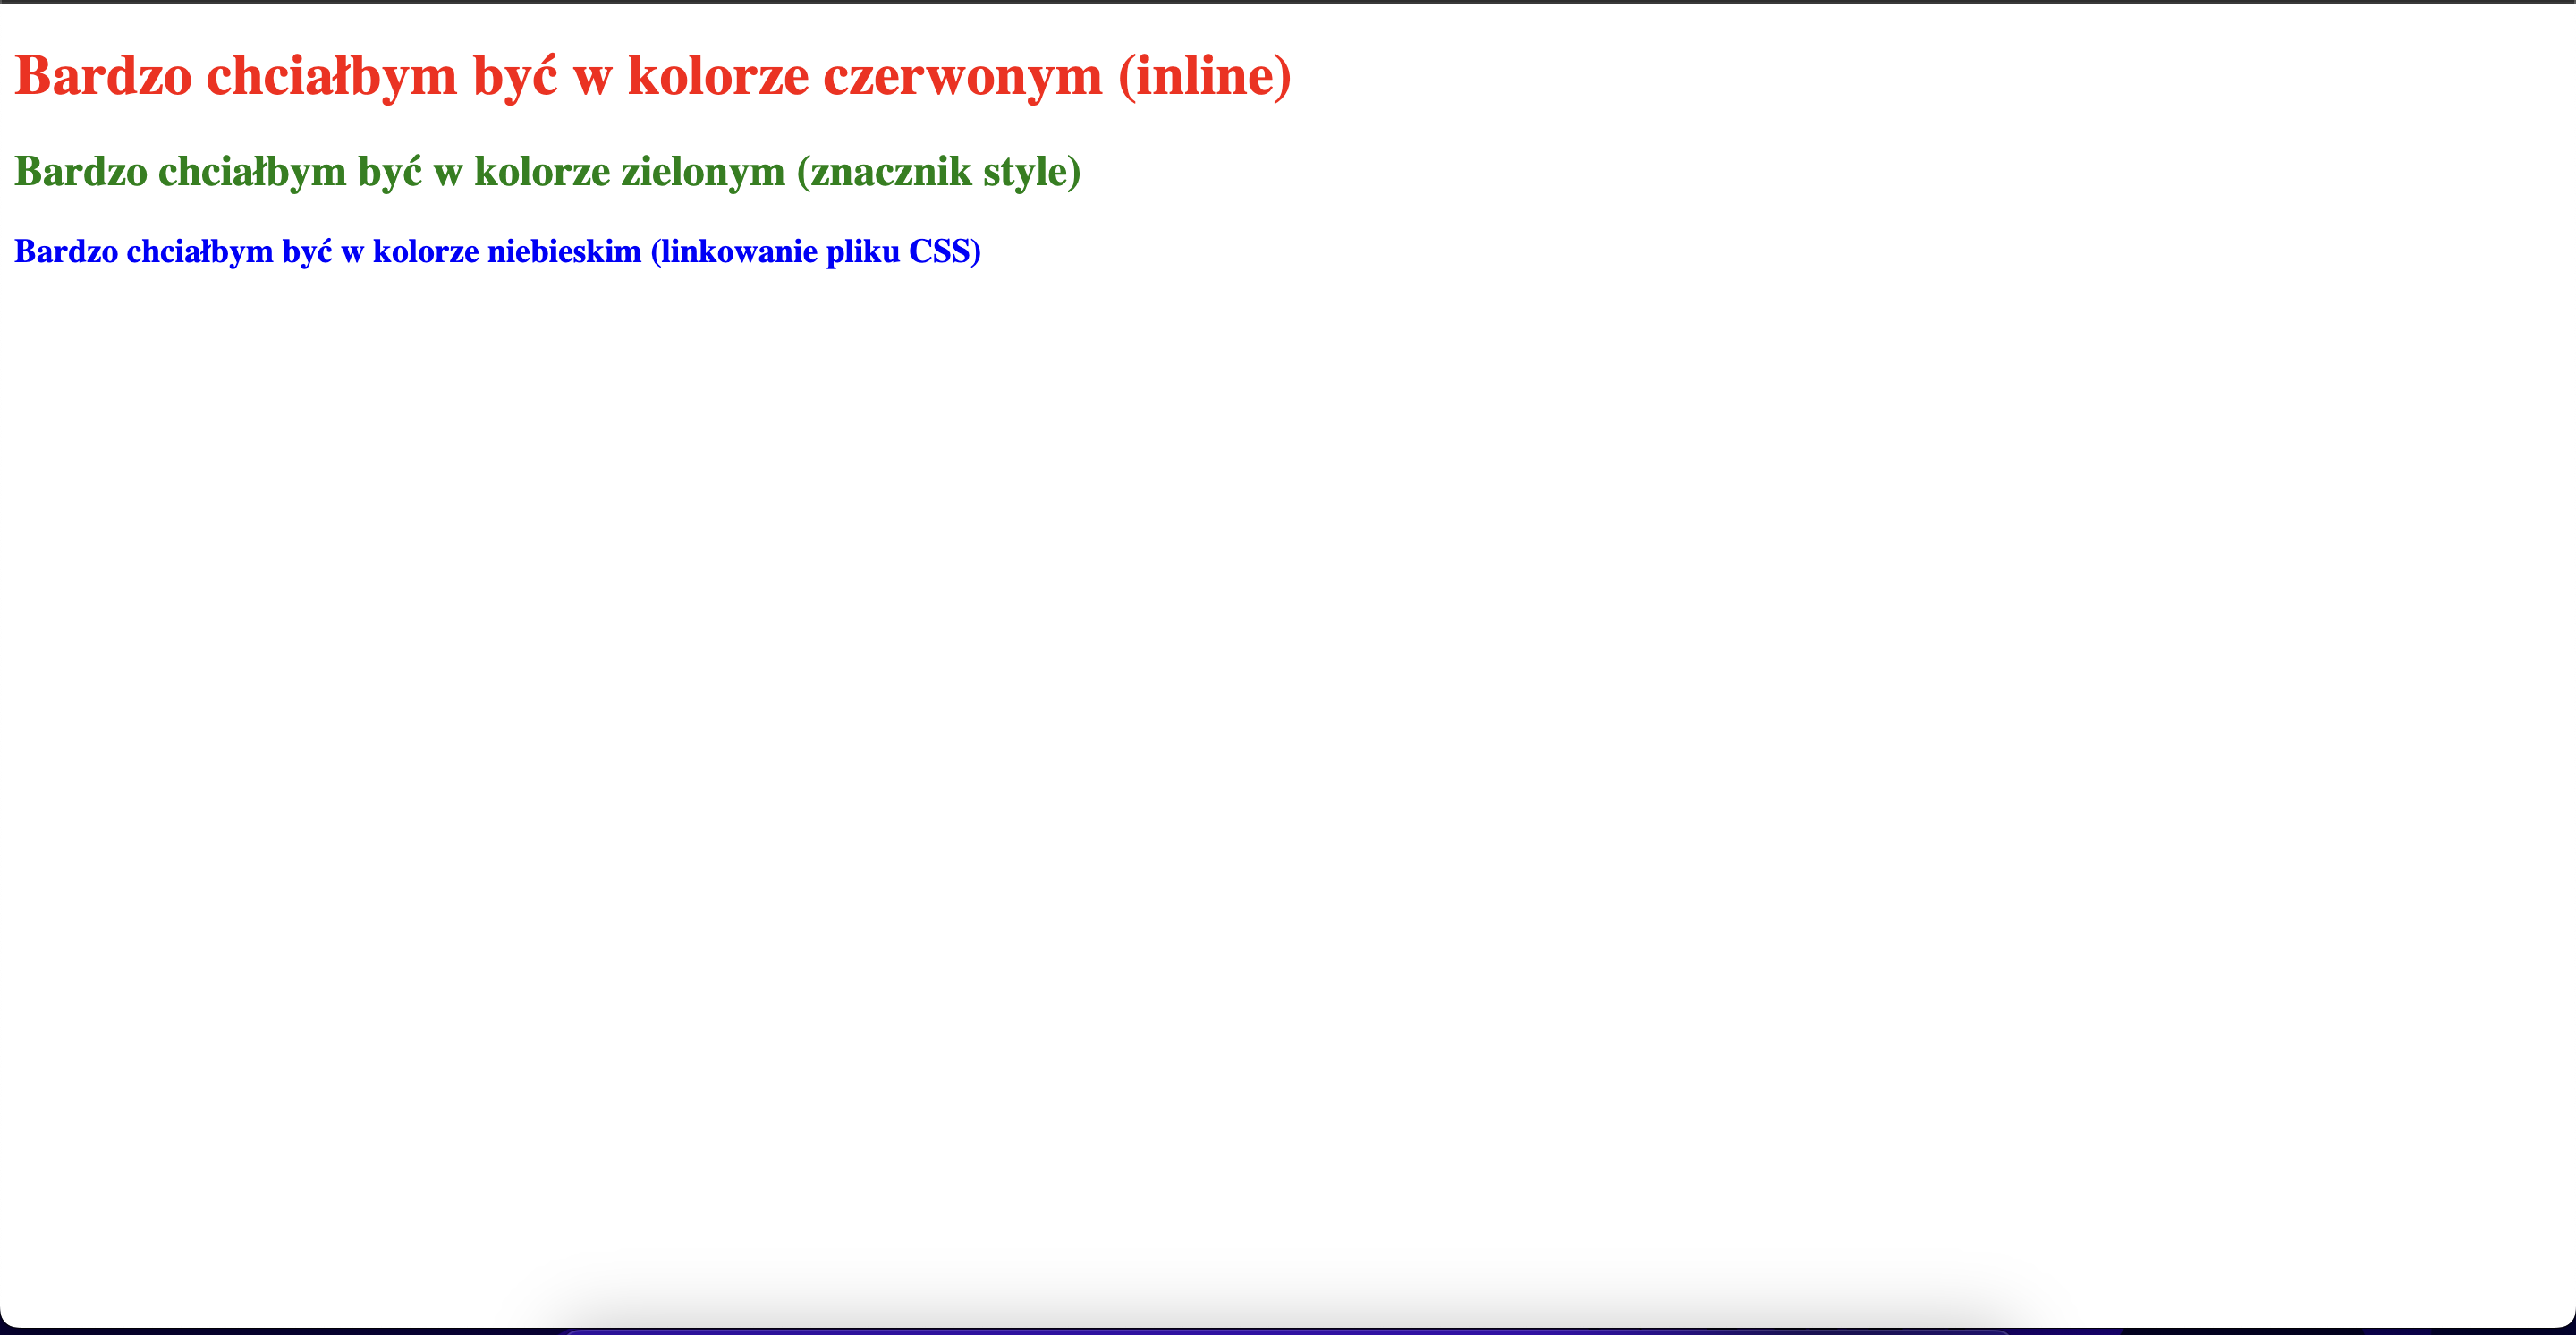 Bardzo chciałbym być w kolorze czerwonym (inline)
Bardzo chciałbym być w kolorze zielonym (znacznik style)
Bardzo chciałbym być w kolorze niebieskim (linkowanie pliku CSS)